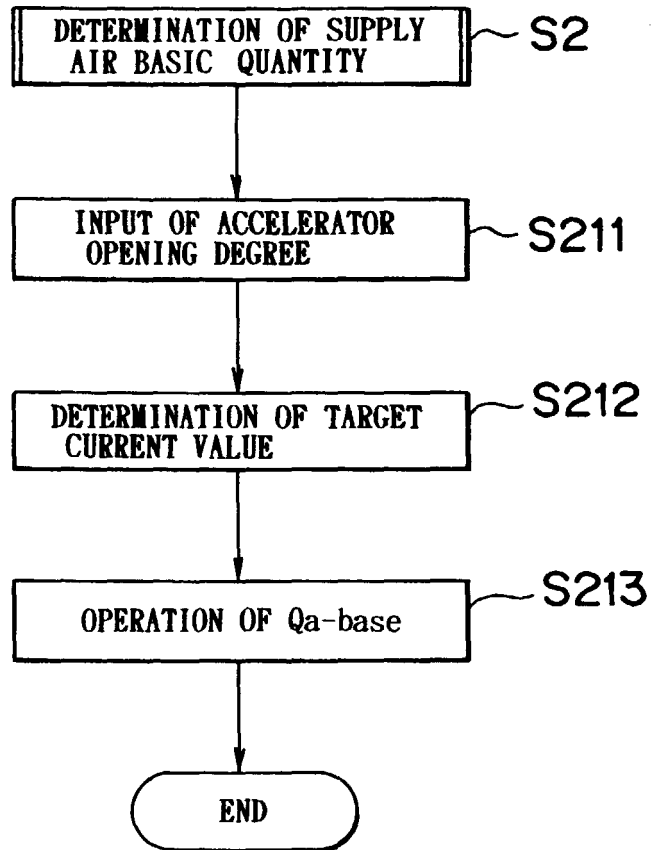 DETERMINATION OF SUPPLY
AIR BASIC QUANTITY
S2
INPUT OF ACCELERATOR
OPENING DEGREE
S211
DETERMINATION OF TARGET
CURRENT VALUE
S212
OPERATION OF Qa-base
S213
END